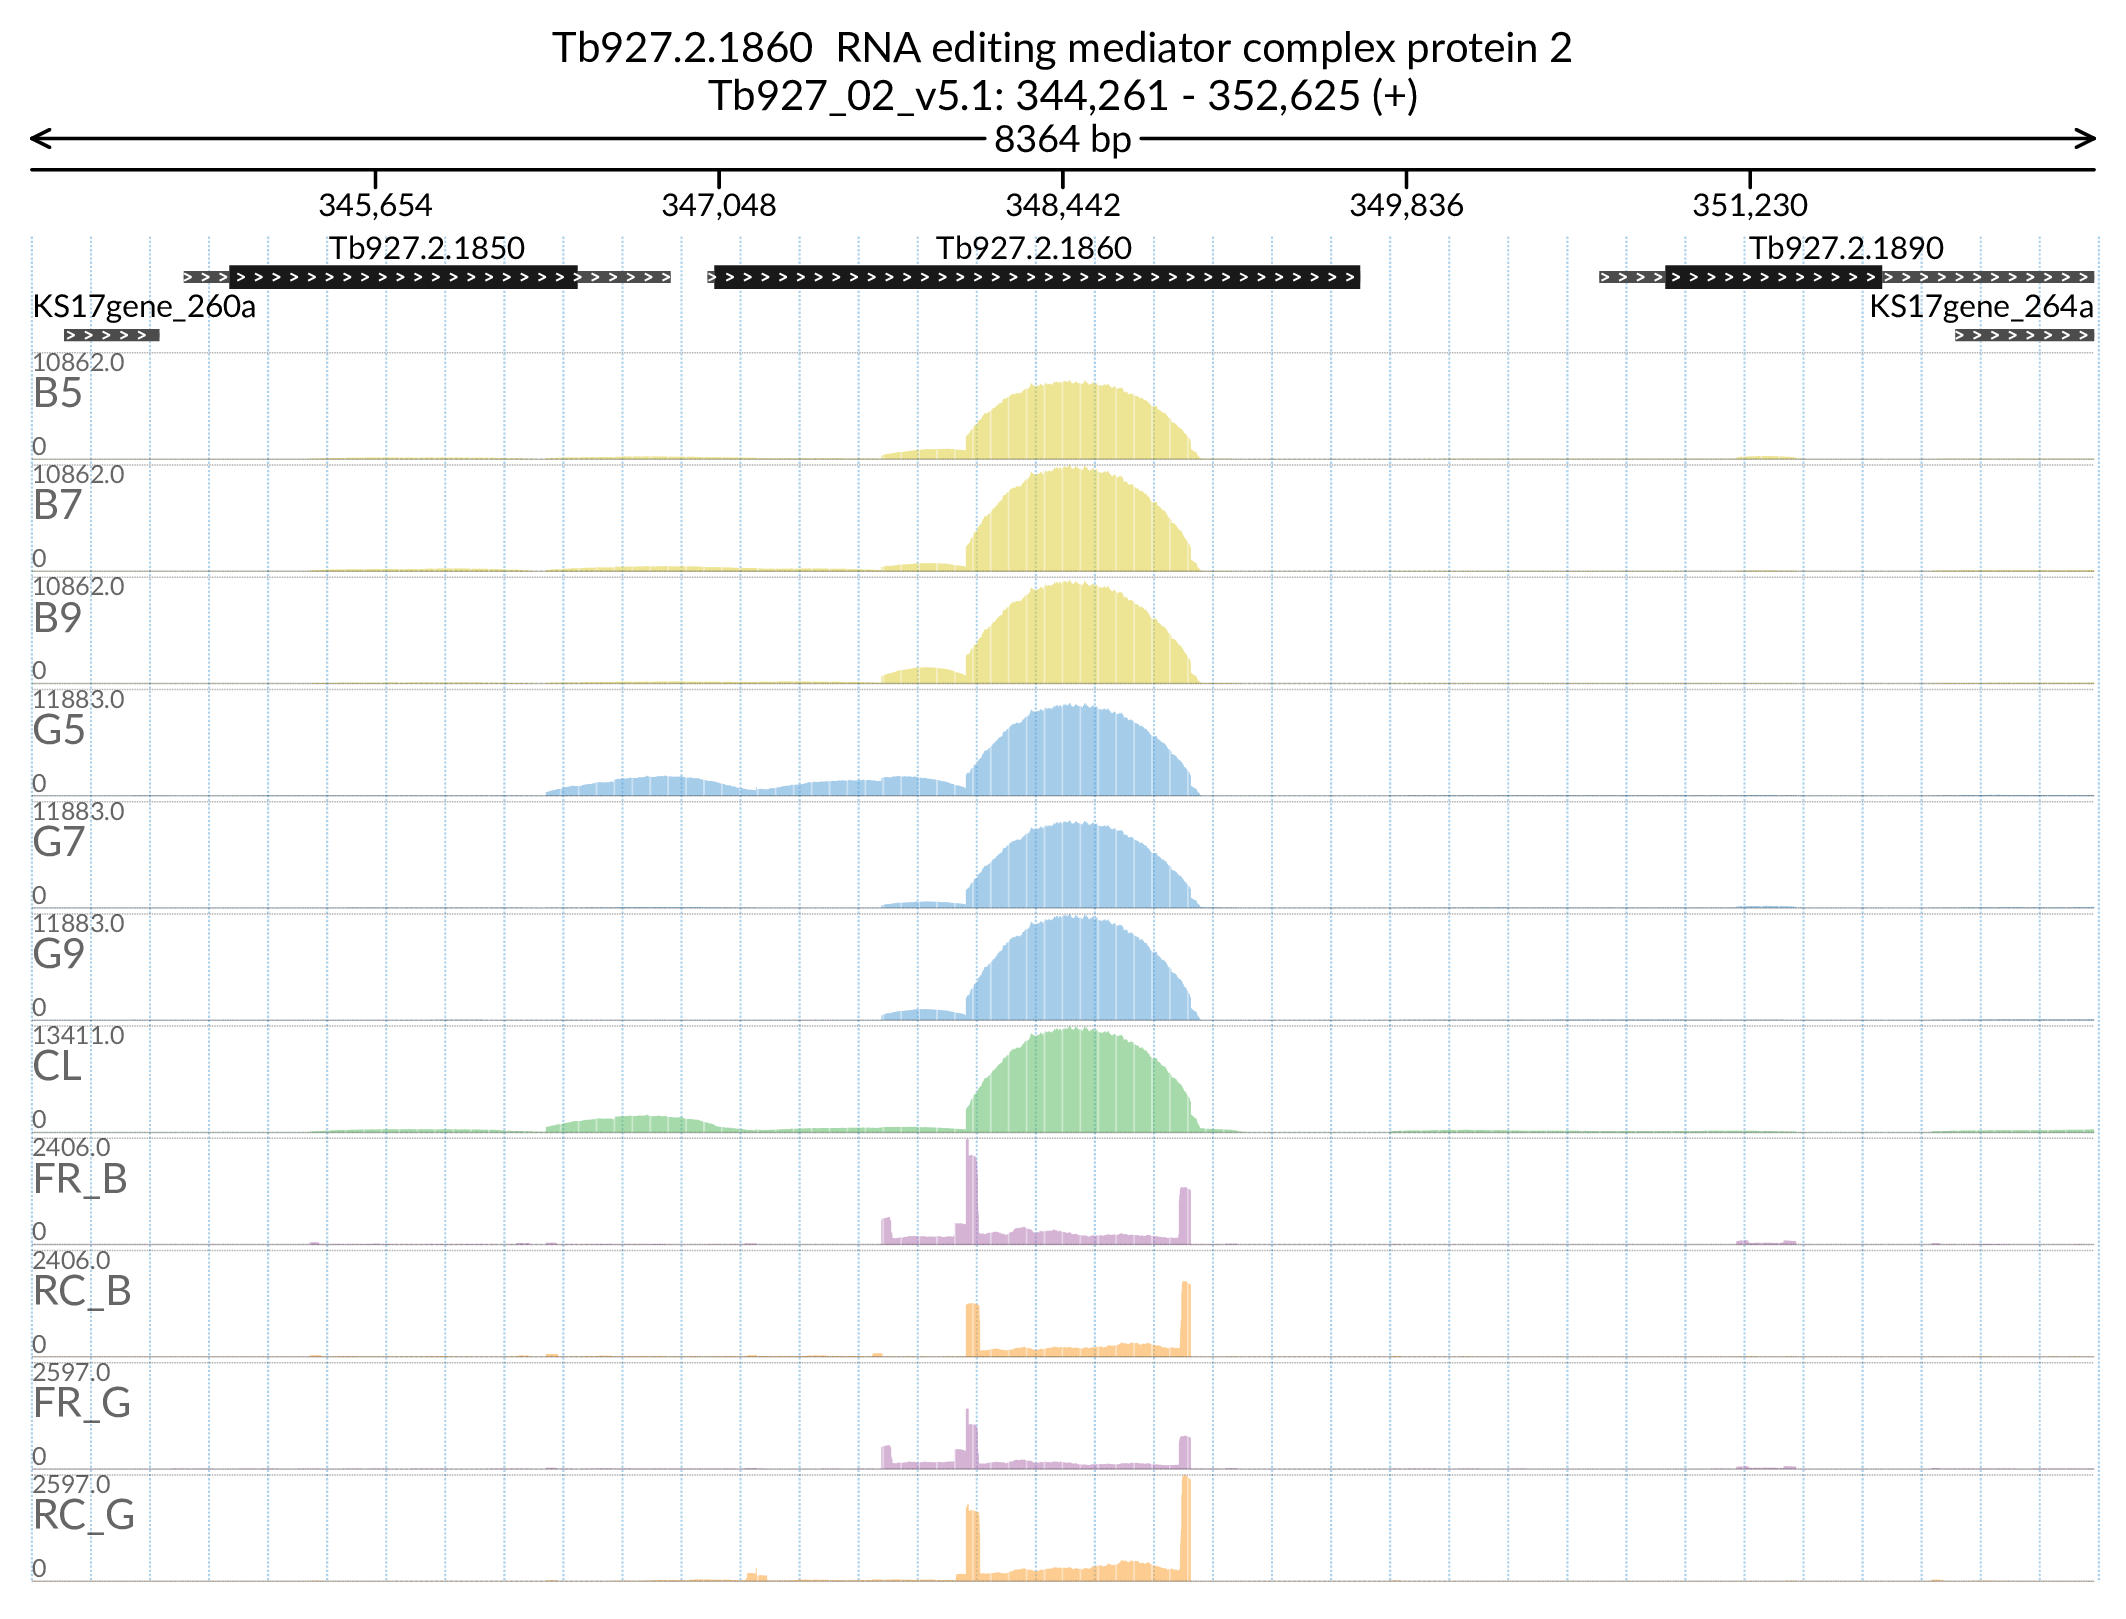 Tb927.2.1860  RNA editing mediator complex protein 2
Tb927_02_v5.1: 344,261 - 352,625 (+)
8364 bp
345,654 347,048 348,442 349,836 351,230
Tb927.2.1850 Tb927.2.1860 Tb927.2.1890
KS17gene_260a KS17gene_264a
10862.0
B5
0
10862.0
B7
0
10862.0
B9
0
11883.0
G5
0
11883.0
G7
0
11883.0
G9
0
13411.0
CL
0
2406.0
FR_B
0
2406.0
RC_B
0
2597.0
FR_G
0
2597.0
RC_G
0